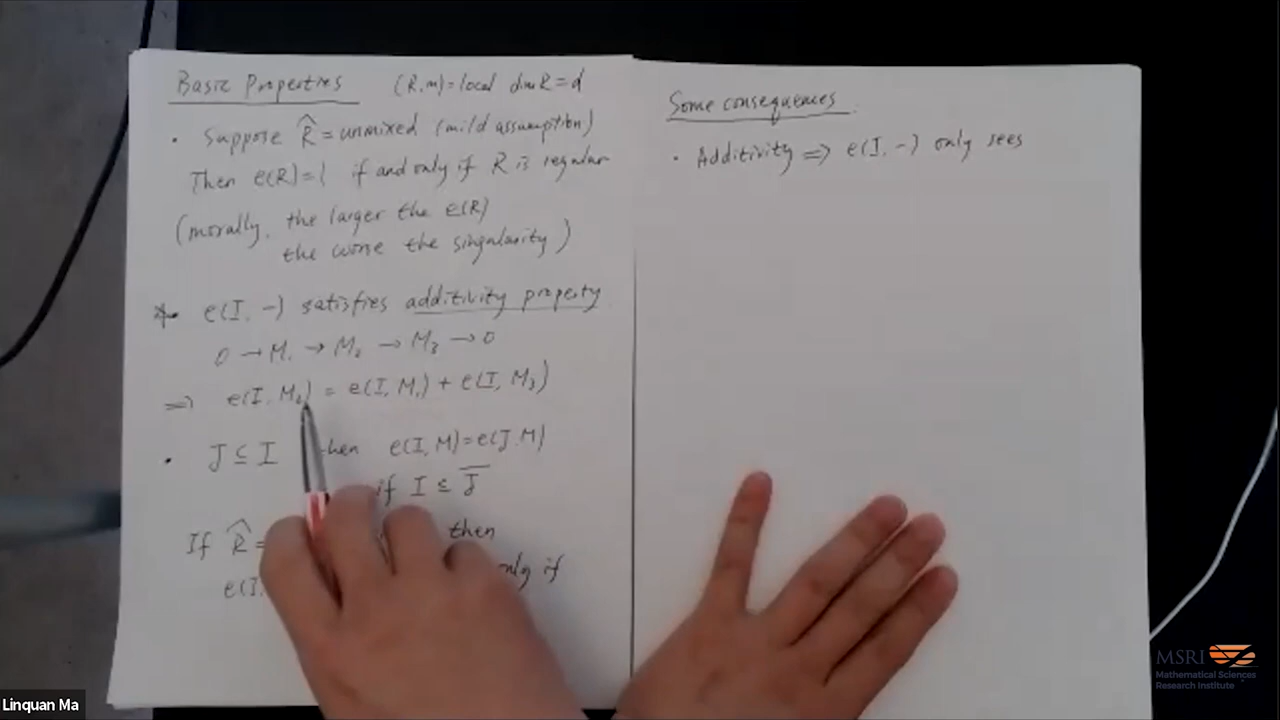 Basic Properties (R,m)=local dim R=d
· Suppose R̂ = unmixed (mild assumption)
Then e(R)=1 if and only if R is regular
(morally, the larger the e(R)
the worse the singularity)
* e(I,-) satisfies additivity property
0 → M₁ → M₂ → M₃ → 0
⇒ e(I, M₂) = e(I, M₁) + e(I, M₃)
· J ⊆ I then e(I,M)=e(J,M)
if I ⊆ J̅
If R̂ = then
e(I, only if
Some consequences.
· Additivity ⇒ e(I,-) only sees
MSRI
Mathematical Sciences
Research Institute
Linquan Ma